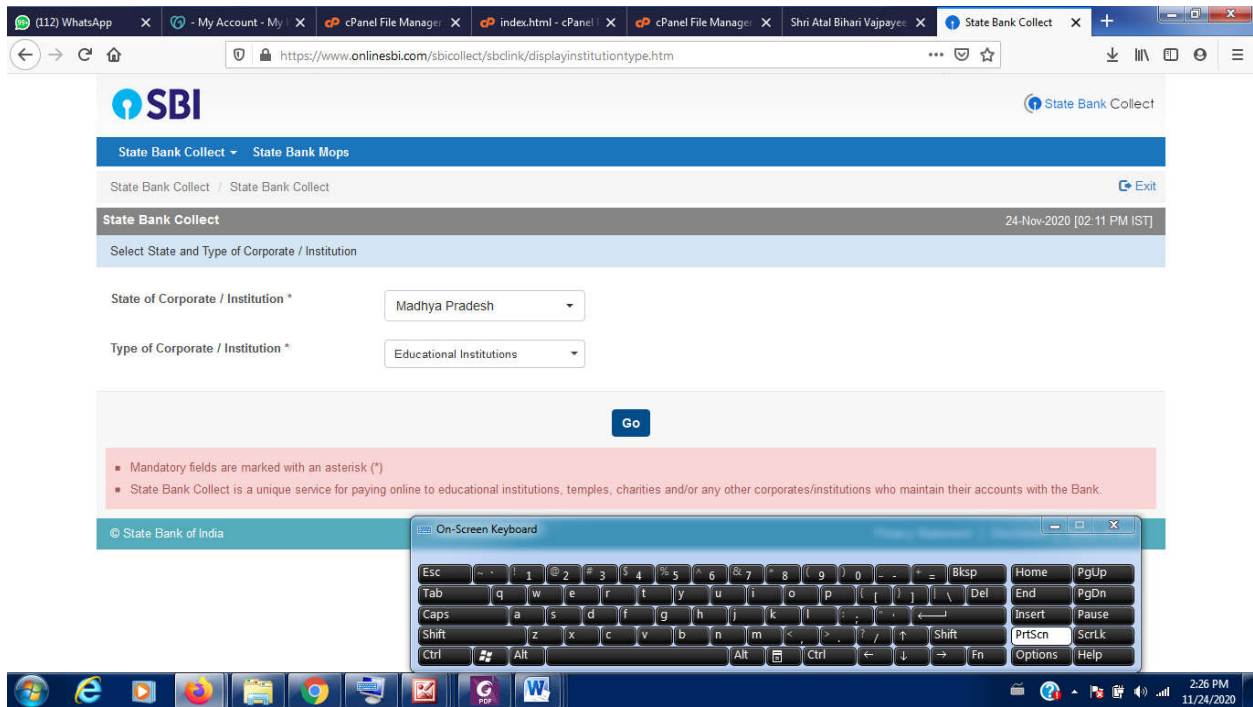 (112) WhatsApp
- My Account - My
cPanel File Manager
index.html - cPanel
cPanel File Manager
Shri Atal Bihari Vajpayee
State Bank Collect
https://www.onlinesbi.com/sbicollect/sbclink/displayinstitutiontype.htm
SBI
State Bank Collect
State Bank Collect State Bank Mops
State Bank Collect / State Bank Collect
Exit
State Bank Collect
24-Nov-2020 [02:11 PM IST]
Select State and Type of Corporate / Institution
State of Corporate / Institution *
Madhya Pradesh
Type of Corporate / Institution *
Educational Institutions
Go
Mandatory fields are marked with an asterisk (*)
State Bank Collect is a unique service for paying online to educational institutions, temples, charities and/or any other corporates/institutions who maintain their accounts with the Bank.
© State Bank of India
On-Screen Keyboard
Esc ~ ` ! 1 @ 2 # 3 $ 4 % 5 ^ 6 & 7 * 8 ( 9 ) 0 _ - + = Bksp Home PgUp
Tab q w e r t y u i o p { [ } ] | \ Del End PgDn
Caps a s d f g h j k l : ; " ' Insert Pause
Shift z x c v b n m < , > . ? / ↑ Shift PrtScn ScrLk
Ctrl Alt Alt Ctrl ← ↓ → Fn Options Help
2:26 PM
11/24/2020